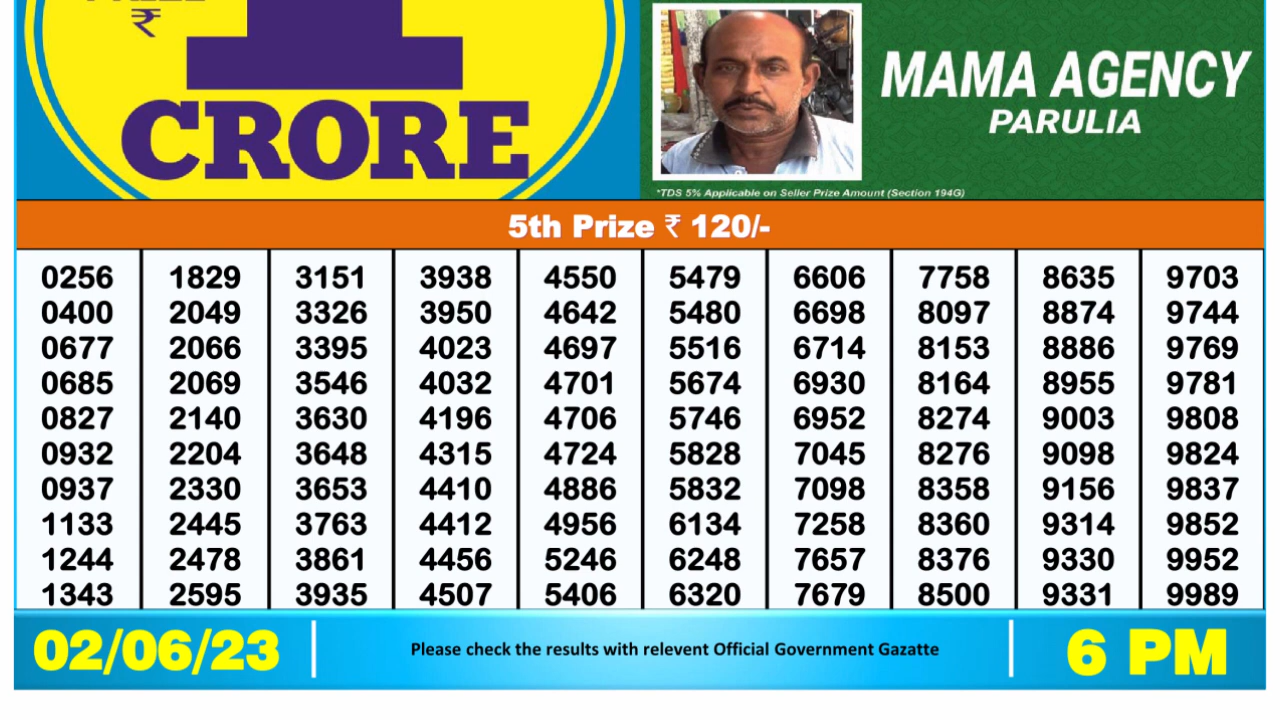 ₹
1
CRORE
MAMA AGENCY
PARULIA
*TDS 5% Applicable on Seller Prize Amount (Section 194G)
5th Prize ₹ 120/-
0256 1829 3151 3938 4550 5479 6606 7758 8635 9703
0400 2049 3326 3950 4642 5480 6698 8097 8874 9744
0677 2066 3395 4023 4697 5516 6714 8153 8886 9769
0685 2069 3546 4032 4701 5674 6930 8164 8955 9781
0827 2140 3630 4196 4706 5746 6952 8274 9003 9808
0932 2204 3648 4315 4724 5828 7045 8276 9098 9824
0937 2330 3653 4410 4886 5832 7098 8358 9156 9837
1133 2445 3763 4412 4956 6134 7258 8360 9314 9852
1244 2478 3861 4456 5246 6248 7657 8376 9330 9952
1343 2595 3935 4507 5406 6320 7679 8500 9331 9989
02/06/23
Please check the results with relevent Official Government Gazatte
6 PM